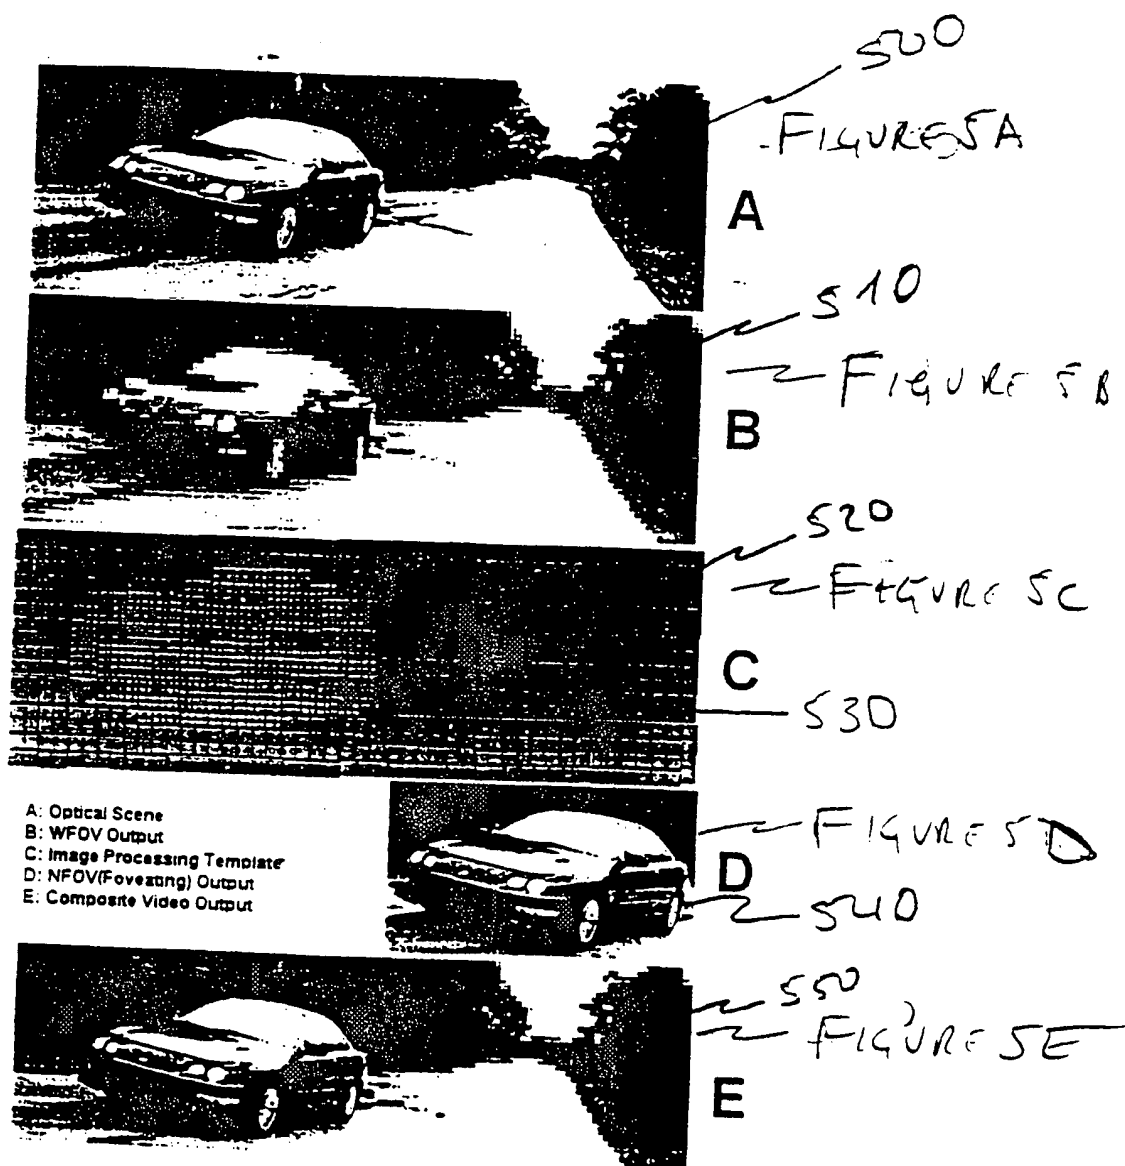 500
FIGURE 5A
A
510
FIGURE 5B
B
520
FIGURE 5C
C
530
A: Optical Scene
B: WFOV Output
C: Image Processing Template
D: NFOV(Foveating) Output
E: Composite Video Output
FIGURE 5D
D
540
550
FIGURE 5E
E